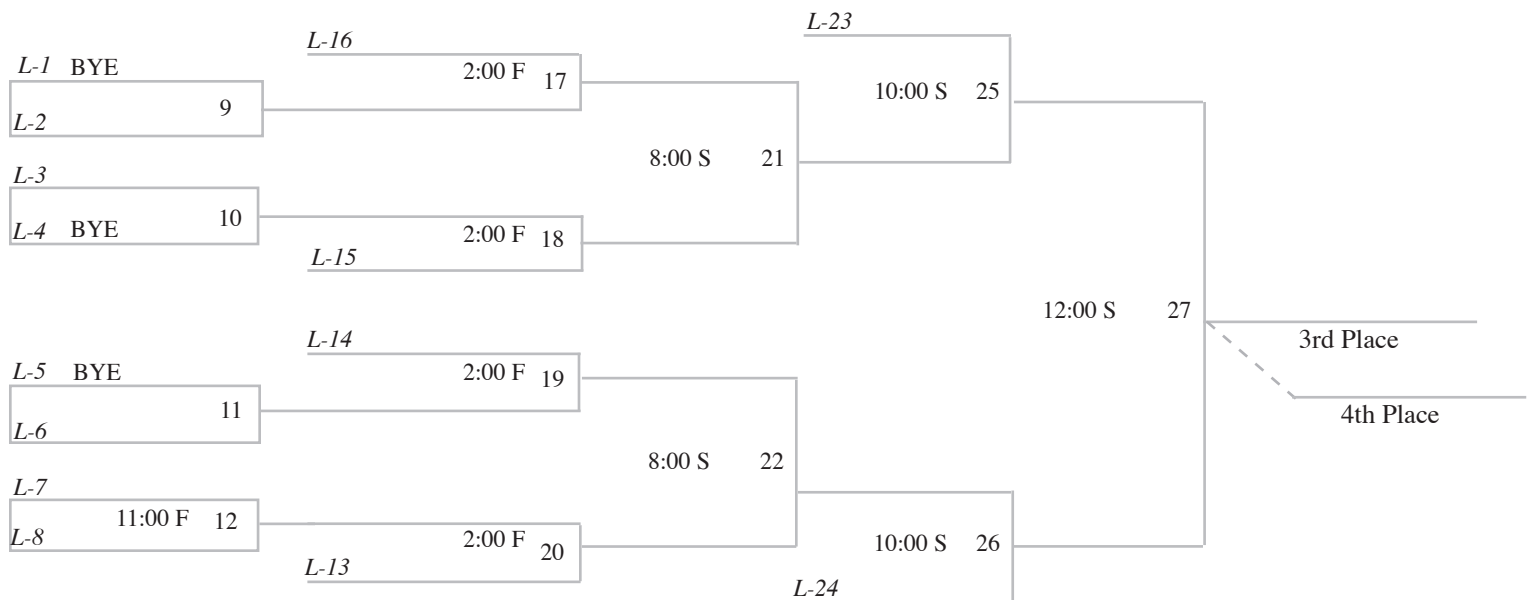 L-1 BYE
9
L-2
L-3
10
L-4 BYE
L-5 BYE
11
L-6
L-7
11:00 F 12
L-8
L-16
2:00 F 17
2:00 F 18
L-15
L-14
2:00 F 19
2:00 F 20
L-13
8:00 S 21
8:00 S 22
L-23
10:00 S 25
10:00 S 26
L-24
12:00 S 27
3rd Place
4th Place